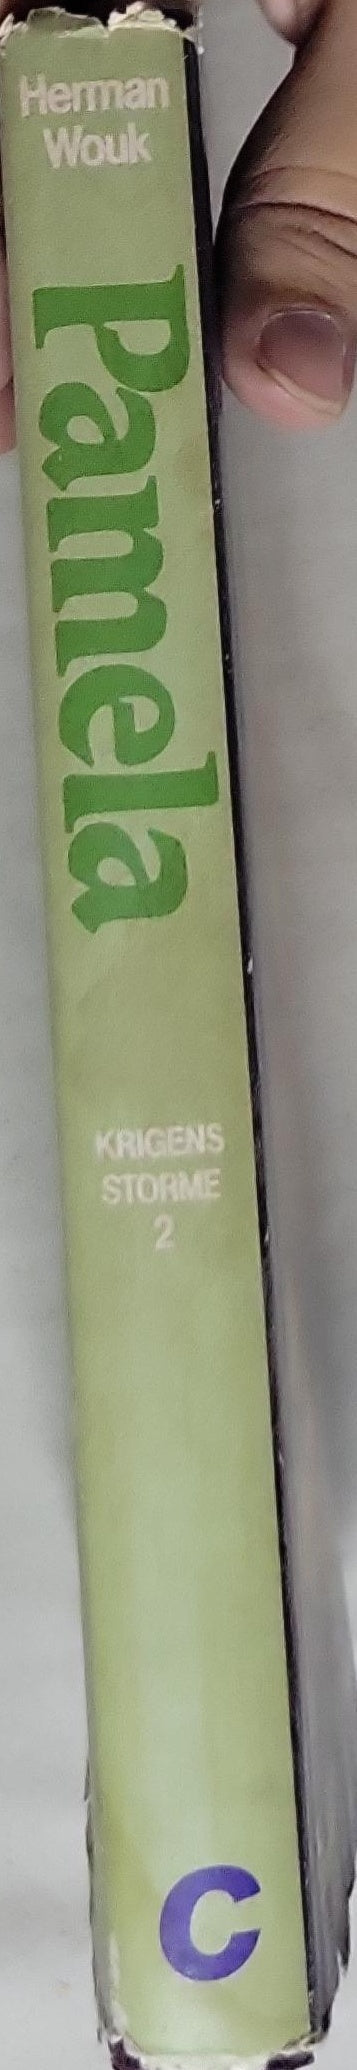 Herman
Wouk
Pamela
KRIGENS
STORME
2
C